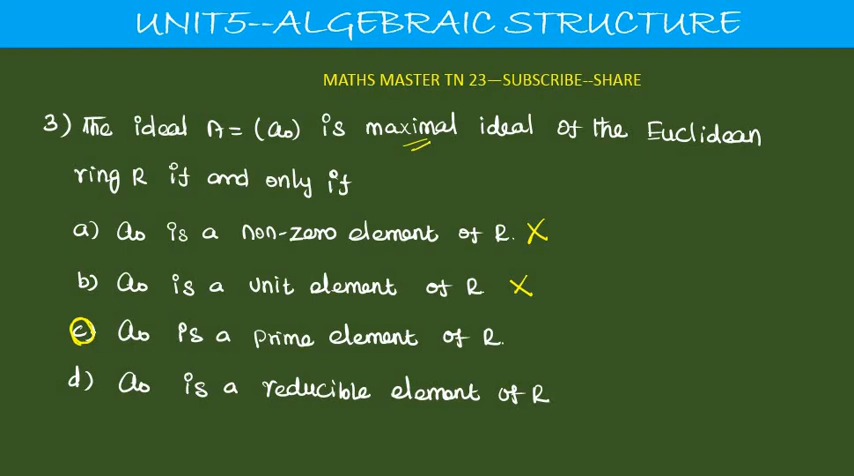 UNIT5--ALGEBRAIC STRUCTURE
MATHS MASTER TN 23—SUBSCRIBE--SHARE
3) The ideal A = (a₀) is maximal ideal of the Euclidean
ring R if and only if
a) a₀ is a non-zero element of R. X
b) a₀ is a unit element of R X
c) a₀ is a prime element of R.
d) a₀ is a reducible element of R